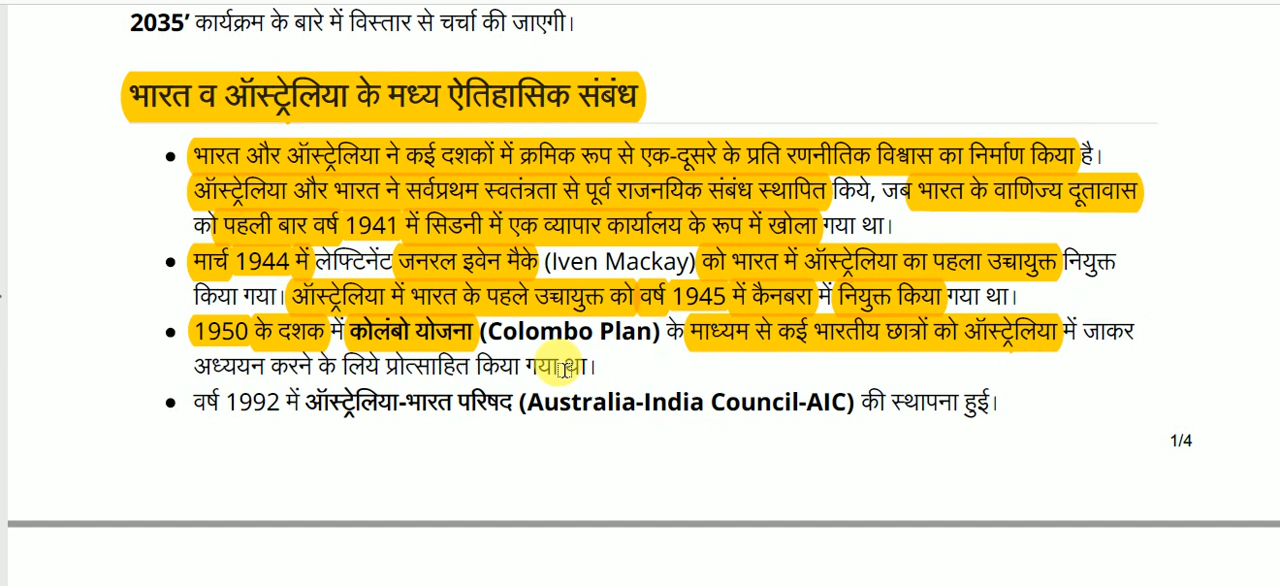 2035’ कार्यक्रम के बारे में विस्तार से चर्चा की जाएगी।
भारत व ऑस्ट्रेलिया के मध्य ऐतिहासिक संबंध
• भारत और ऑस्ट्रेलिया ने कई दशकों में क्रमिक रूप से एक-दूसरे के प्रति रणनीतिक विश्वास का निर्माण किया है।
ऑस्ट्रेलिया और भारत ने सर्वप्रथम स्वतंत्रता से पूर्व राजनयिक संबंध स्थापित किये, जब भारत के वाणिज्य दूतावास
को पहली बार वर्ष 1941 में सिडनी में एक व्यापार कार्यालय के रूप में खोला गया था।
• मार्च 1944 में लेफ्टिनेंट जनरल इवेन मैके (Iven Mackay) को भारत में ऑस्ट्रेलिया का पहला उच्चायुक्त नियुक्त
किया गया। ऑस्ट्रेलिया में भारत के पहले उच्चायुक्त को वर्ष 1945 में कैनबरा में नियुक्त किया गया था।
• 1950 के दशक में कोलंबो योजना (Colombo Plan) के माध्यम से कई भारतीय छात्रों को ऑस्ट्रेलिया में जाकर
अध्ययन करने के लिये प्रोत्साहित किया गया था।
• वर्ष 1992 में ऑस्ट्रेलिया-भारत परिषद (Australia-India Council-AIC) की स्थापना हुई।
1/4